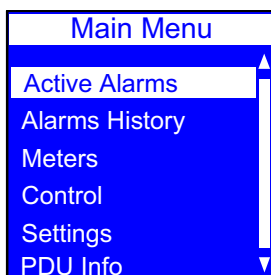 Main Menu
Active Alarms
Alarms History
Meters
Control
Settings
PDU Info